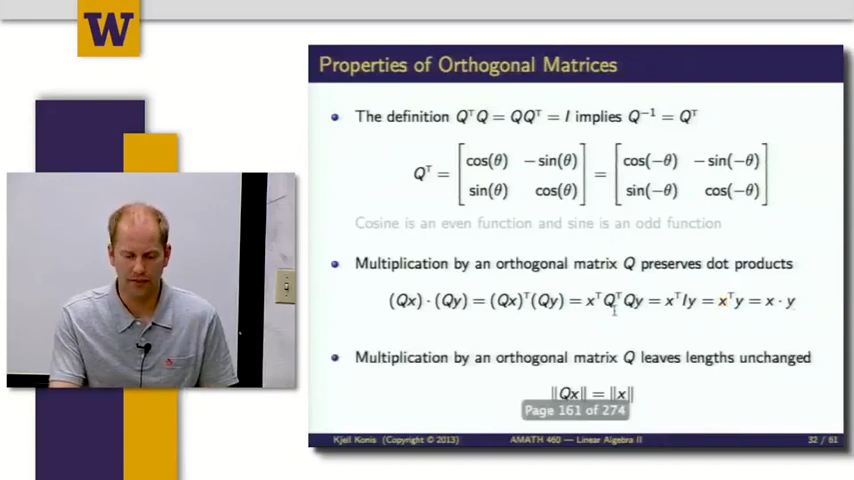 W
Properties of Orthogonal Matrices
The definition QᵀQ = QQᵀ = I implies Q⁻¹ = Qᵀ
Qᵀ = [cos(θ) −sin(θ); sin(θ) cos(θ)] = [cos(−θ) −sin(−θ); sin(−θ) cos(−θ)]
Cosine is an even function and sine is an odd function
Multiplication by an orthogonal matrix Q preserves dot products
(Qx) · (Qy) = (Qx)ᵀ(Qy) = xᵀQᵀQy = xᵀIy = xᵀy = x · y
Multiplication by an orthogonal matrix Q leaves lengths unchanged
‖Qx‖ = ‖x‖
Page 161 of 274
Kjell Konis (Copyright © 2013) AMATH 460 — Linear Algebra II 32 / 61